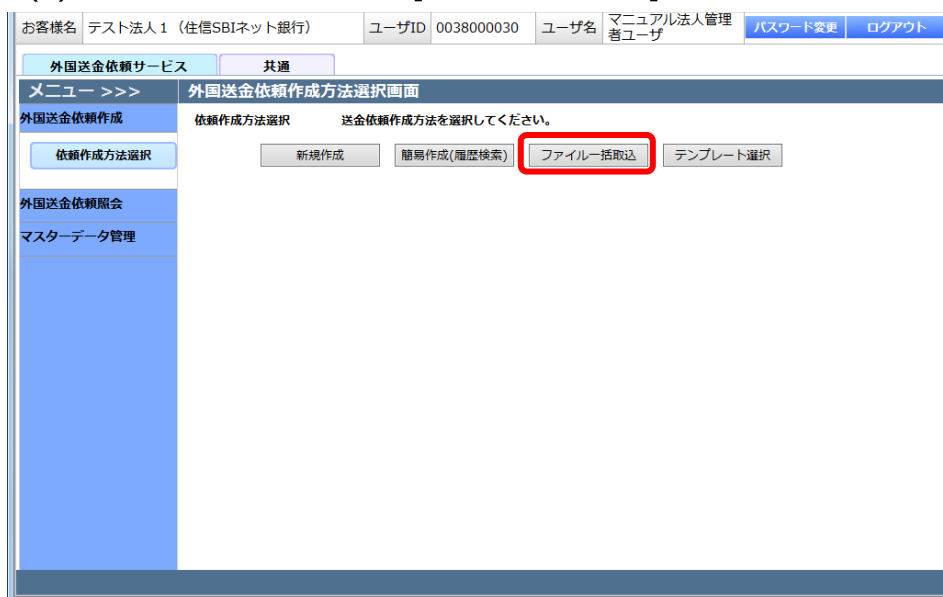 お客様名 テスト法人1（住信SBIネット銀行） ユーザID 0038000030 ユーザ名 マニュアル法人管理者ユーザ パスワード変更 ログアウト
外国送金依頼サービス 共通
メニュー >>> 外国送金依頼作成方法選択画面
外国送金依頼作成 依頼作成方法選択 送金依頼作成方法を選択してください。
依頼作成方法選択 新規作成 簡易作成(履歴検索) ファイル一括取込 テンプレート選択
外国送金依頼照会
マスターデータ管理